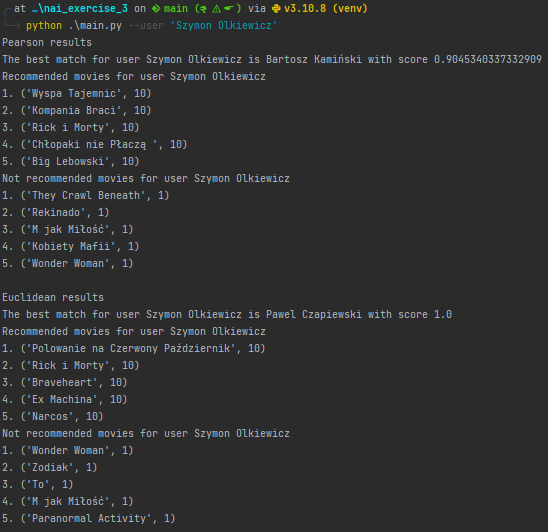 at …\nai_exercise_3 on main via v3.10.8 (venv)
python .\main.py --user 'Szymon Olkiewicz'
Pearson results
The best match for user Szymon Olkiewicz is Bartosz Kamiński with score 0.9045340337332909
Recommended movies for user Szymon Olkiewicz
1. ('Wyspa Tajemnic', 10)
2. ('Kompania Braci', 10)
3. ('Rick i Morty', 10)
4. ('Chłopaki nie Płaczą ', 10)
5. ('Big Lebowski', 10)
Not recommended movies for user Szymon Olkiewicz
1. ('They Crawl Beneath', 1)
2. ('Rekinado', 1)
3. ('M jak Miłość', 1)
4. ('Kobiety Mafii', 1)
5. ('Wonder Woman', 1)
Euclidean results
The best match for user Szymon Olkiewicz is Pawel Czapiewski with score 1.0
Recommended movies for user Szymon Olkiewicz
1. ('Polowanie na Czerwony Październik', 10)
2. ('Rick i Morty', 10)
3. ('Braveheart', 10)
4. ('Ex Machina', 10)
5. ('Narcos', 10)
Not recommended movies for user Szymon Olkiewicz
1. ('Wonder Woman', 1)
2. ('Zodiak', 1)
3. ('To', 1)
4. ('M jak Miłość', 1)
5. ('Paranormal Activity', 1)